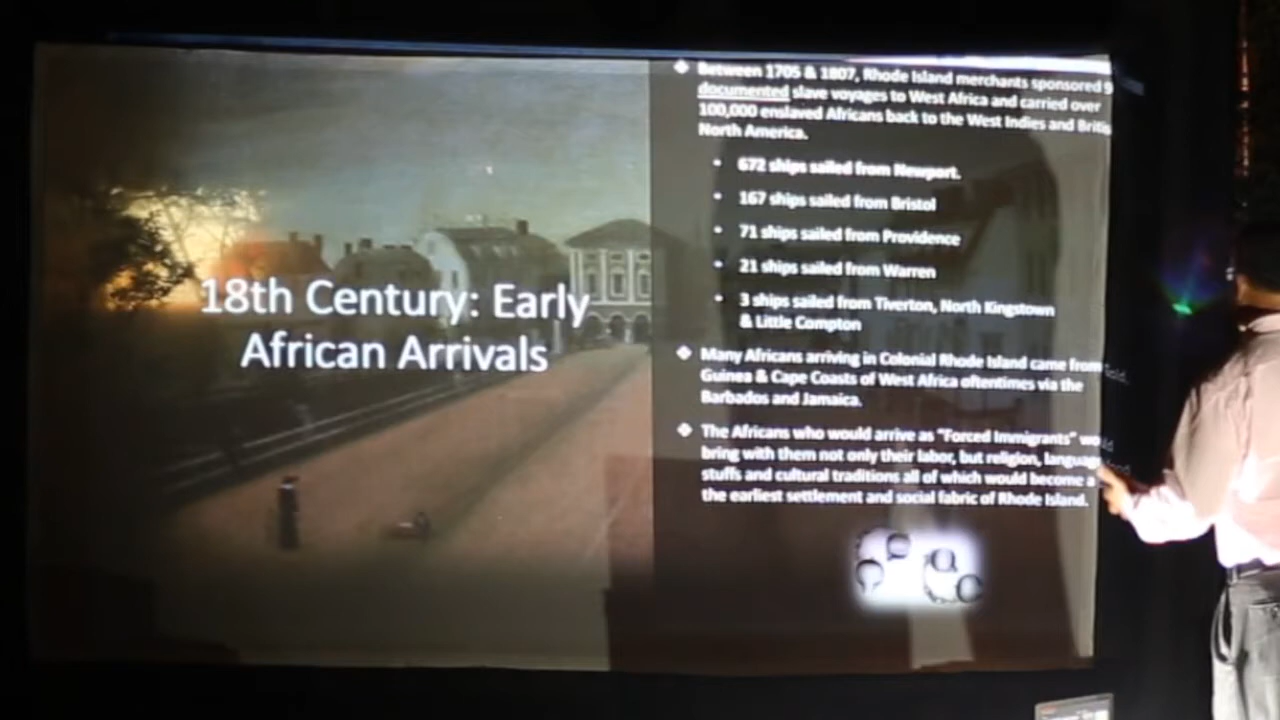 18th Century: Early
African Arrivals
Between 1705 & 1807, Rhode Island merchants sponsored 9
documented slave voyages to West Africa and carried over
100,000 enslaved Africans back to the West Indies and Britis
North America.
672 ships sailed from Newport.
167 ships sailed from Bristol
71 ships sailed from Providence
21 ships sailed from Warren
3 ships sailed from Tiverton, North Kingstown
& Little Compton
Many Africans arriving in Colonial Rhode Island came from
Guinea & Cape Coasts of West Africa oftentimes via the
Barbados and Jamaica.
The Africans who would arrive as "Forced Immigrants" wo
bring with them not only their labor, but religion, languag
stuffs and cultural traditions all of which would become a
the earliest settlement and social fabric of Rhode Island.